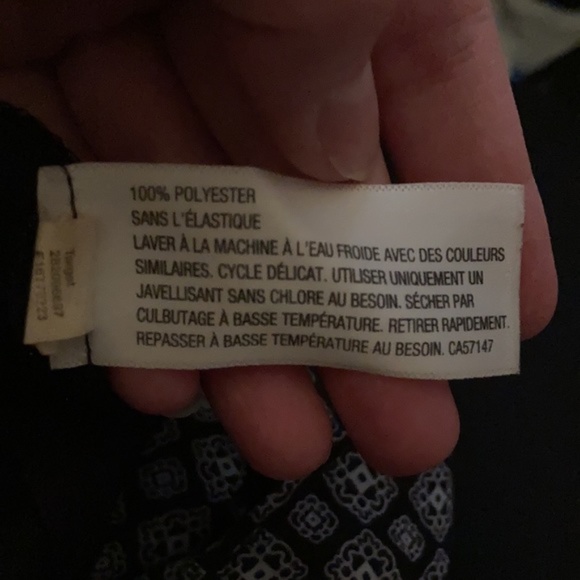 100% POLYESTER
SANS L'ÉLASTIQUE
LAVER À LA MACHINE À L'EAU FROIDE AVEC DES COULEURS
SIMILAIRES. CYCLE DÉLICAT. UTILISER UNIQUEMENT UN
JAVELLISANT SANS CHLORE AU BESOIN. SÉCHER PAR
CULBUTAGE À BASSE TEMPÉRATURE. RETIRER RAPIDEMENT.
REPASSER À BASSE TEMPÉRATURE AU BESOIN. CA57147
Target